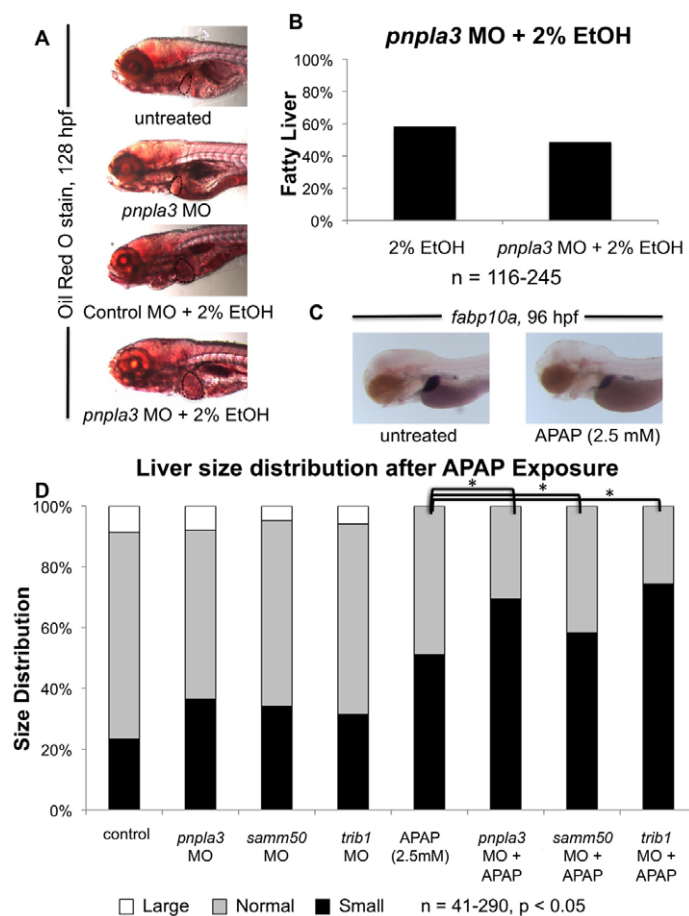 A
Oil Red O stain, 128 hpf
untreated
pnpla3 MO
Control MO + 2% EtOH
pnpla3 MO + 2% EtOH
B
pnpla3 MO + 2% EtOH
Fatty Liver
100%
80%
60%
40%
20%
0%
2% EtOH
pnpla3 MO + 2% EtOH
n = 116-245
C
fabp10a, 96 hpf
untreated
APAP (2.5 mM)
Liver size distribution after APAP Exposure
D
* * *
Size Distribution
100%
80%
60%
40%
20%
0%
control
pnpla3
MO
samm50
MO
trib1
MO
APAP
(2.5mM)
pnpla3
MO +
APAP
samm50
MO + APAP
trib1
MO + APAP
Large
Normal
Small
n = 41-290, p < 0.05